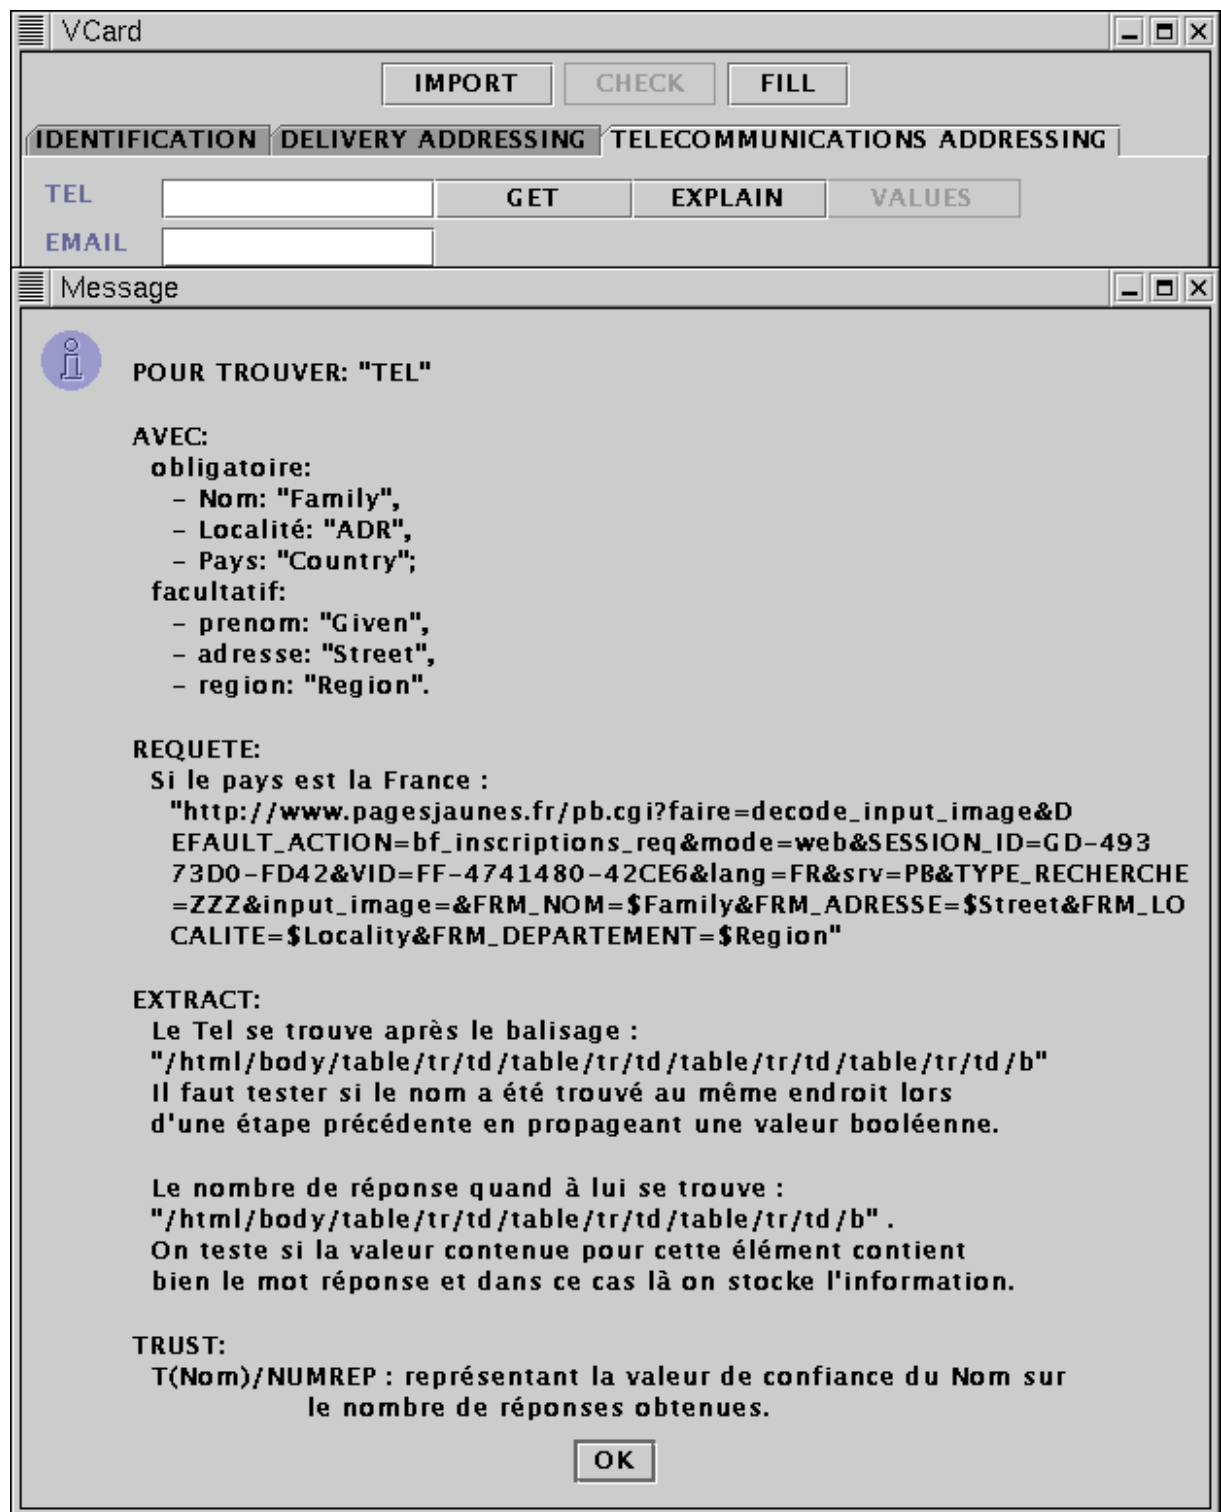 VCard
IMPORT CHECK FILL
IDENTIFICATION DELIVERY ADDRESSING TELECOMMUNICATIONS ADDRESSING
TEL GET EXPLAIN VALUES
EMAIL
Message
POUR TROUVER: "TEL"
AVEC:
obligatoire:
– Nom: "Family",
– Localité: "ADR",
– Pays: "Country";
facultatif:
– prenom: "Given",
– adresse: "Street",
– region: "Region".
REQUETE:
Si le pays est la France :
"http://www.pagesjaunes.fr/pb.cgi?faire=decode_input_image&D
EFAULT_ACTION=bf_inscriptions_req&mode=web&SESSION_ID=GD-493
73D0-FD42&VID=FF-4741480-42CE6&lang=FR&srv=PB&TYPE_RECHERCHE
=ZZZ&input_image=&FRM_NOM=$Family&FRM_ADRESSE=$Street&FRM_LO
CALITE=$Locality&FRM_DEPARTEMENT=$Region"
EXTRACT:
Le Tel se trouve après le balisage :
"/html/body/table/tr/td/table/tr/td/table/tr/td/table/tr/td/b"
Il faut tester si le nom a été trouvé au même endroit lors
d'une étape précédente en propageant une valeur booléenne.
Le nombre de réponse quand à lui se trouve :
"/html/body/table/tr/td/table/tr/td/table/tr/td/b" .
On teste si la valeur contenue pour cette élément contient
bien le mot réponse et dans ce cas là on stocke l'information.
TRUST:
T(Nom)/NUMREP : représentant la valeur de confiance du Nom sur
le nombre de réponses obtenues.
OK